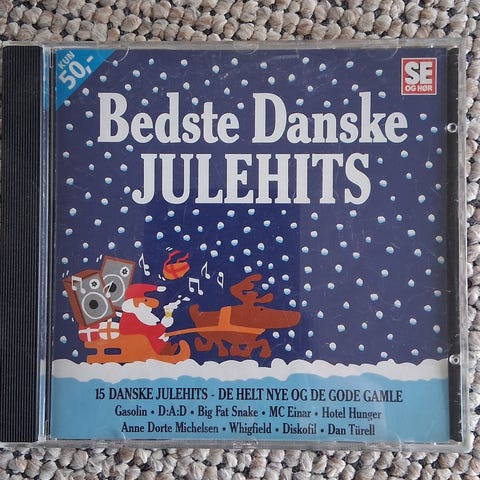 KUN
50,-
SE
OG HØR
Bedste Danske
JULEHITS
15 DANSKE JULEHITS - DE HELT NYE OG DE GODE GAMLE
Gasolin • D:A:D • Big Fat Snake • MC Einar • Hotel Hunger
Anne Dorte Michelsen • Whigfield • Diskofil • Dan Türell